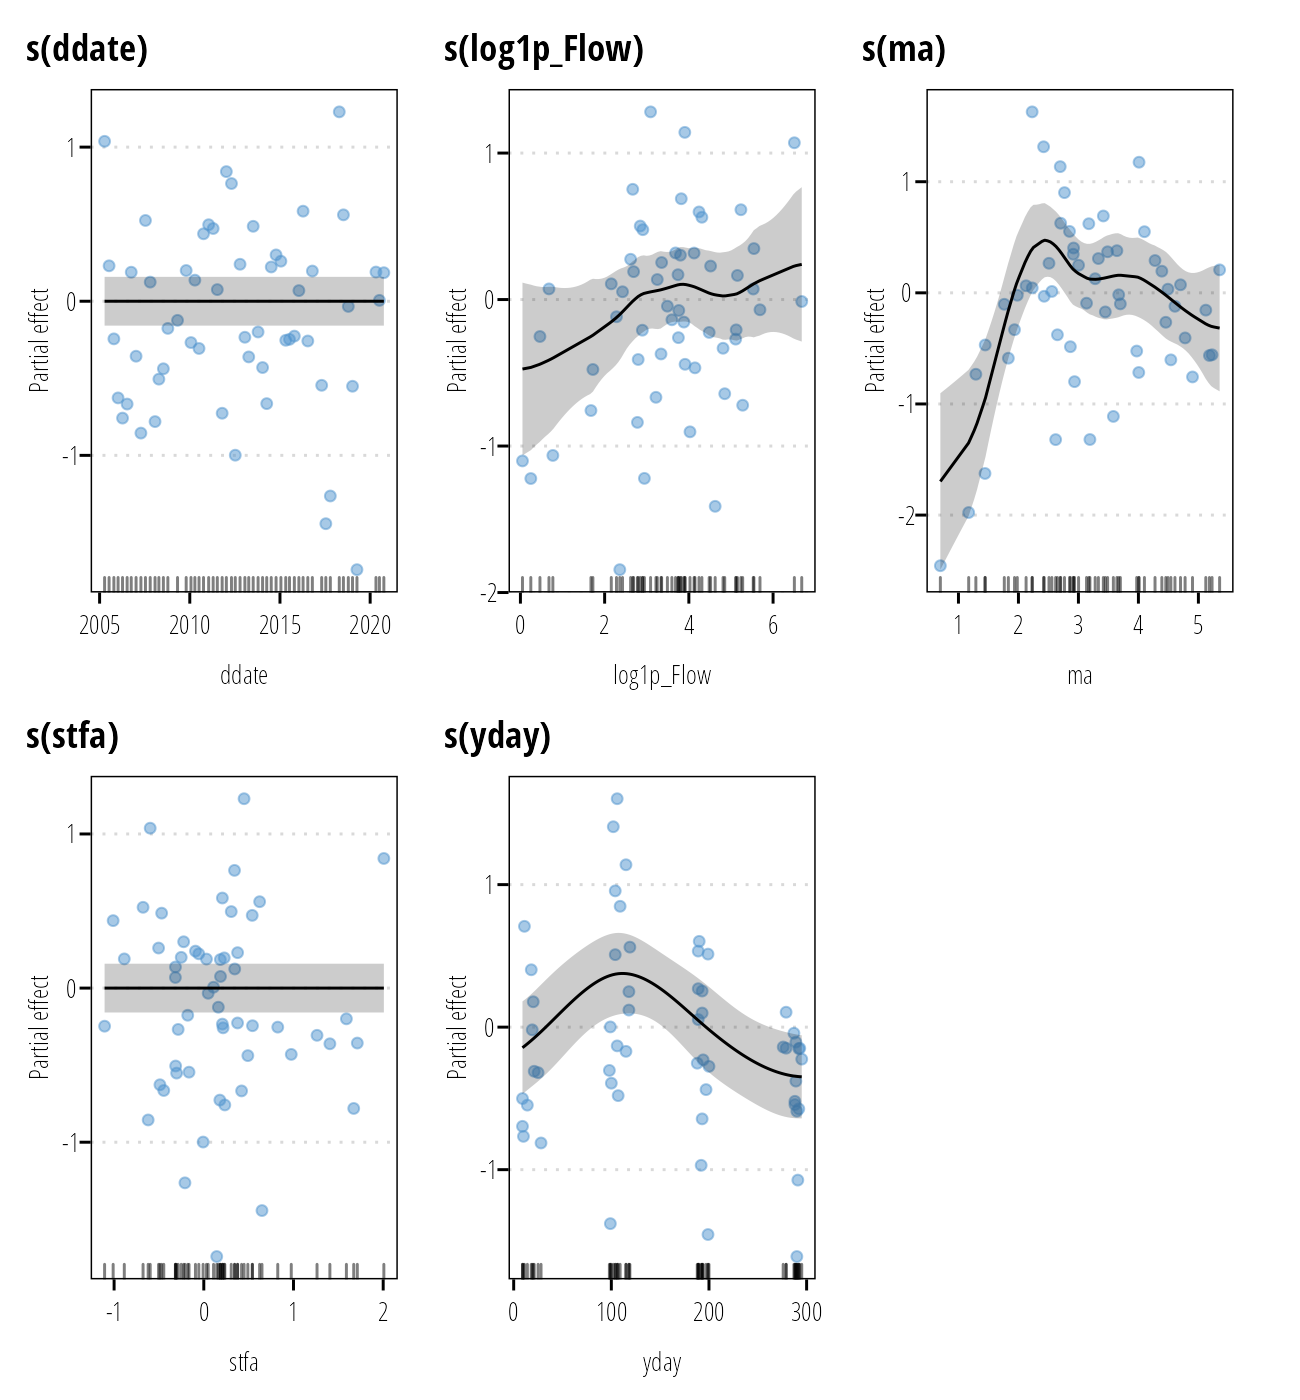 s(ddate)
s(log1p_Flow)
s(ma)
Partial effect
1
0
-1
2005 2010 2015 2020
ddate
Partial effect
1
0
-1
-2
0 2 4 6
log1p_Flow
Partial effect
1
0
-1
-2
1 2 3 4 5
ma
s(stfa)
s(yday)
Partial effect
1
0
-1
-1 0 1 2
stfa
Partial effect
1
0
-1
0 100 200 300
yday